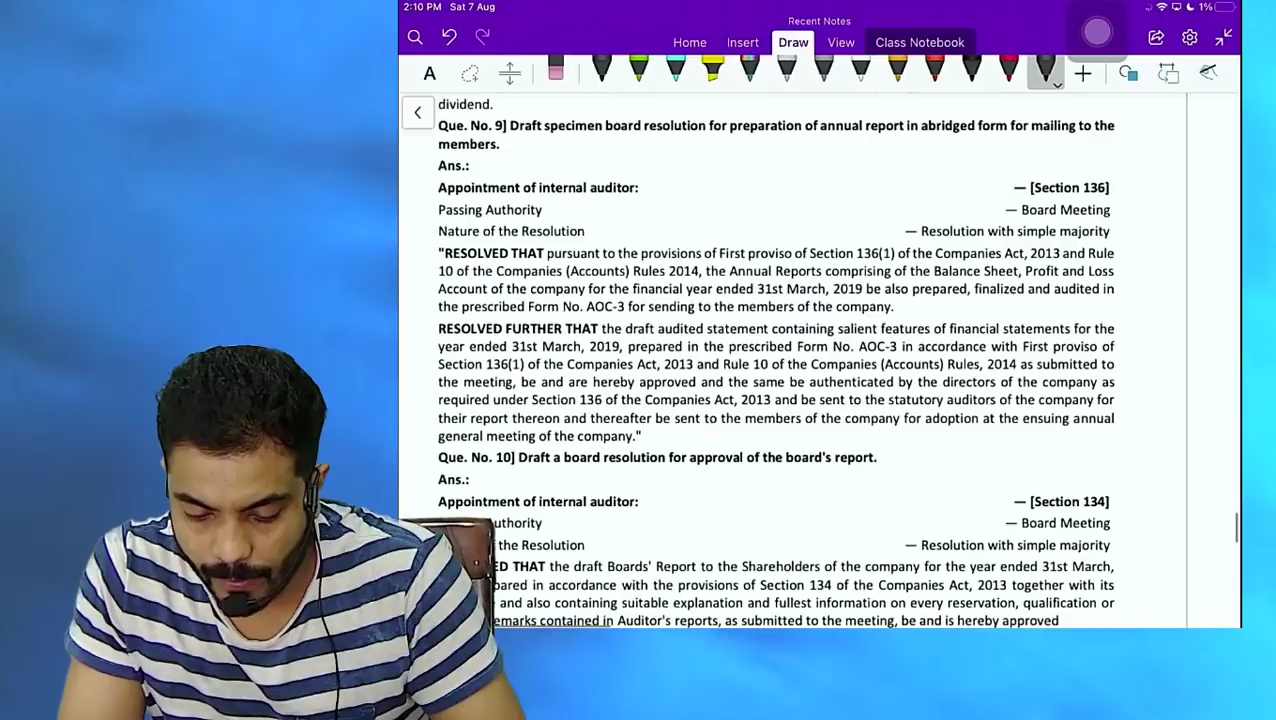 2:10 PM Sat 7 Aug 1%
Recent Notes
Home Insert Draw View Class Notebook
A
dividend.
Que. No. 9] Draft specimen board resolution for preparation of annual report in abridged form for mailing to the
members.
Ans.:
Appointment of internal auditor: — [Section 136]
Passing Authority — Board Meeting
Nature of the Resolution — Resolution with simple majority
"RESOLVED THAT pursuant to the provisions of First proviso of Section 136(1) of the Companies Act, 2013 and Rule
10 of the Companies (Accounts) Rules 2014, the Annual Reports comprising of the Balance Sheet, Profit and Loss
Account of the company for the financial year ended 31st March, 2019 be also prepared, finalized and audited in
the prescribed Form No. AOC-3 for sending to the members of the company.
RESOLVED FURTHER THAT the draft audited statement containing salient features of financial statements for the
year ended 31st March, 2019, prepared in the prescribed Form No. AOC-3 in accordance with First proviso of
Section 136(1) of the Companies Act, 2013 and Rule 10 of the Companies (Accounts) Rules, 2014 as submitted to
the meeting, be and are hereby approved and the same be authenticated by the directors of the company as
required under Section 136 of the Companies Act, 2013 and be sent to the statutory auditors of the company for
their report thereon and thereafter be sent to the members of the company for adoption at the ensuing annual
general meeting of the company."
Que. No. 10] Draft a board resolution for approval of the board's report.
Ans.:
Appointment of internal auditor: — [Section 134]
uthority — Board Meeting
the Resolution — Resolution with simple majority
ED THAT the draft Boards' Report to the Shareholders of the company for the year ended 31st March,
ared in accordance with the provisions of Section 134 of the Companies Act, 2013 together with its
and also containing suitable explanation and fullest information on every reservation, qualification or
emarks contained in Auditor's reports, as submitted to the meeting, be and is hereby approved